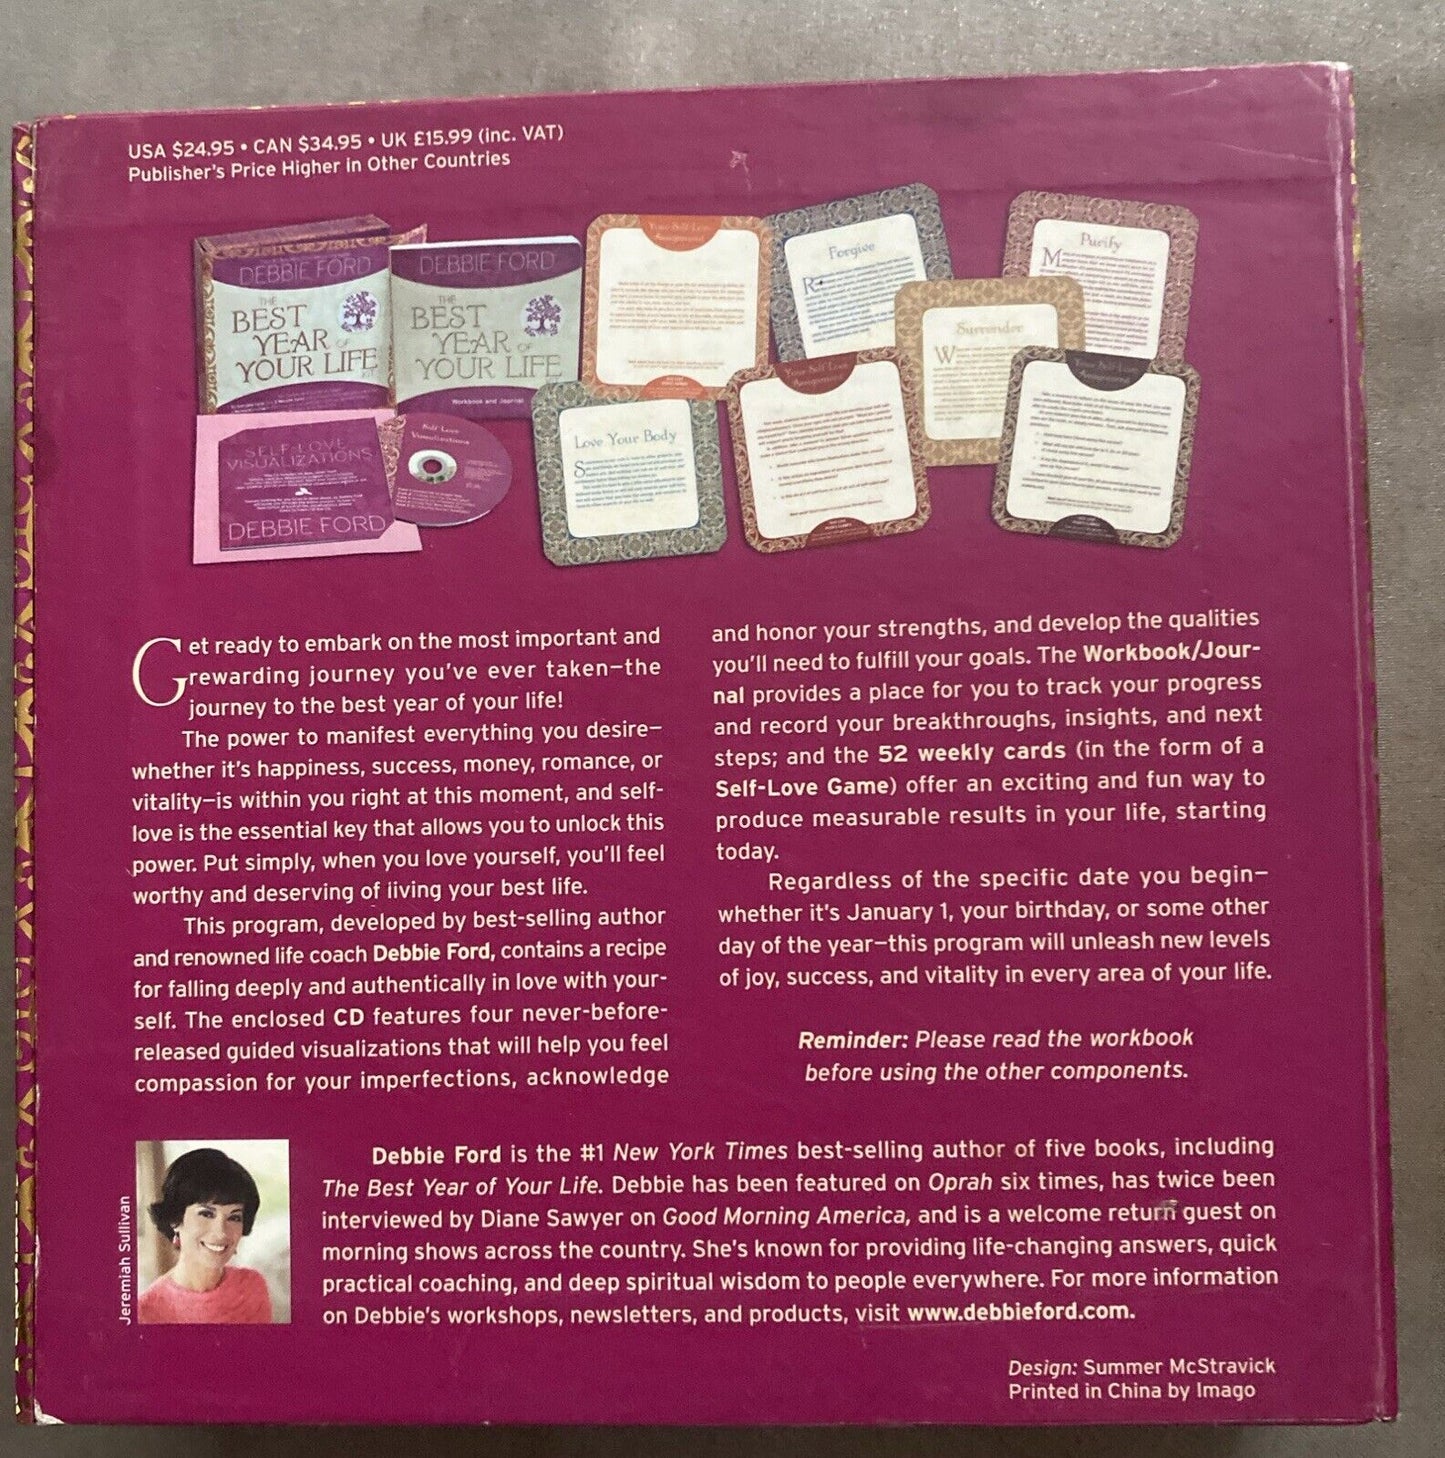 USA $24.95 • CAN $34.95 • UK £15.99 (inc. VAT)
Publisher's Price Higher in Other Countries
DEBBIE FORD
THE
BEST
YEAR OF
YOUR LIFE
DEBBIE FORD
THE
BEST
YEAR OF
YOUR LIFE
Workbook and Journal
SELF-LOVE
VISUALIZATIONS
DEBBIE FORD
Self-Love
Visualizations
Your Self-Love
Assignment
Forgive
Purify
Surrender
Love Your Body
Your Self-Love
Assignment
Your Self-Love
Assignment
Get ready to embark on the most important and
rewarding journey you've ever taken—the
journey to the best year of your life!
The power to manifest everything you desire—
whether it's happiness, success, money, romance, or
vitality—is within you right at this moment, and self-
love is the essential key that allows you to unlock this
power. Put simply, when you love yourself, you'll feel
worthy and deserving of living your best life.
This program, developed by best-selling author
and renowned life coach Debbie Ford, contains a recipe
for falling deeply and authentically in love with your-
self. The enclosed CD features four never-before-
released guided visualizations that will help you feel
compassion for your imperfections, acknowledge
and honor your strengths, and develop the qualities
you'll need to fulfill your goals. The Workbook/Jour-
nal provides a place for you to track your progress
and record your breakthroughs, insights, and next
steps; and the 52 weekly cards (in the form of a
Self-Love Game) offer an exciting and fun way to
produce measurable results in your life, starting
today.
Regardless of the specific date you begin—
whether it's January 1, your birthday, or some other
day of the year—this program will unleash new levels
of joy, success, and vitality in every area of your life.
Reminder: Please read the workbook
before using the other components.
Jeremiah Sullivan
Debbie Ford is the #1 New York Times best-selling author of five books, including
The Best Year of Your Life. Debbie has been featured on Oprah six times, has twice been
interviewed by Diane Sawyer on Good Morning America, and is a welcome return guest on
morning shows across the country. She's known for providing life-changing answers, quick
practical coaching, and deep spiritual wisdom to people everywhere. For more information
on Debbie's workshops, newsletters, and products, visit www.debbieford.com.
Design: Summer McStravick
Printed in China by Imago